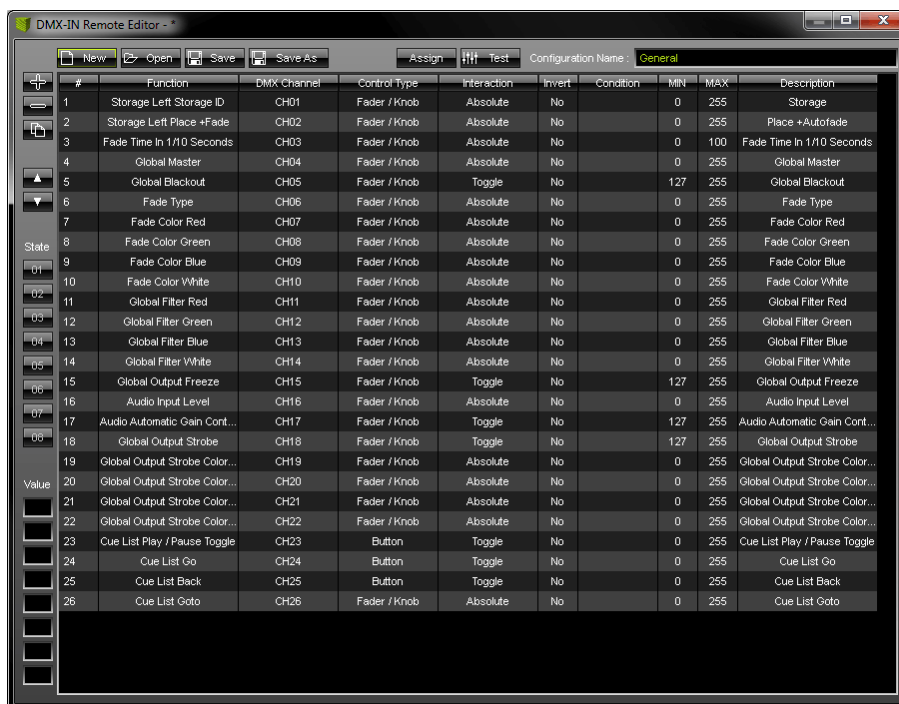 DMX-IN Remote Editor - *
New Open Save Save As Assign Test Configuration Name : General
# Function DMX Channel Control Type Interaction Invert Condition MIN MAX Description
1 Storage Left Storage ID CH01 Fader / Knob Absolute No 0 255 Storage
2 Storage Left Place +Fade CH02 Fader / Knob Absolute No 0 255 Place +Autofade
3 Fade Time In 1/10 Seconds CH03 Fader / Knob Absolute No 0 100 Fade Time In 1/10 Seconds
4 Global Master CH04 Fader / Knob Absolute No 0 255 Global Master
5 Global Blackout CH05 Fader / Knob Toggle No 127 255 Global Blackout
6 Fade Type CH06 Fader / Knob Absolute No 0 255 Fade Type
7 Fade Color Red CH07 Fader / Knob Absolute No 0 255 Fade Color Red
State 8 Fade Color Green CH08 Fader / Knob Absolute No 0 255 Fade Color Green
01 9 Fade Color Blue CH09 Fader / Knob Absolute No 0 255 Fade Color Blue
02 10 Fade Color White CH10 Fader / Knob Absolute No 0 255 Fade Color White
11 Global Filter Red CH11 Fader / Knob Absolute No 0 255 Global Filter Red
03 12 Global Filter Green CH12 Fader / Knob Absolute No 0 255 Global Filter Green
04 13 Global Filter Blue CH13 Fader / Knob Absolute No 0 255 Global Filter Blue
05 14 Global Filter White CH14 Fader / Knob Absolute No 0 255 Global Filter White
06 15 Global Output Freeze CH15 Fader / Knob Toggle No 127 255 Global Output Freeze
16 Audio Input Level CH16 Fader / Knob Absolute No 0 255 Audio Input Level
07 17 Audio Automatic Gain Cont... CH17 Fader / Knob Toggle No 127 255 Audio Automatic Gain Cont...
08 18 Global Output Strobe CH18 Fader / Knob Toggle No 127 255 Global Output Strobe
19 Global Output Strobe Color... CH19 Fader / Knob Absolute No 0 255 Global Output Strobe Color...
Value 20 Global Output Strobe Color... CH20 Fader / Knob Absolute No 0 255 Global Output Strobe Color...
21 Global Output Strobe Color... CH21 Fader / Knob Absolute No 0 255 Global Output Strobe Color...
22 Global Output Strobe Color... CH22 Fader / Knob Absolute No 0 255 Global Output Strobe Color...
23 Cue List Play / Pause Toggle CH23 Button Toggle No 0 255 Cue List Play / Pause Toggle
24 Cue List Go CH24 Button Toggle No 0 255 Cue List Go
25 Cue List Back CH25 Button Toggle No 0 255 Cue List Back
26 Cue List Goto CH26 Fader / Knob Absolute No 0 255 Cue List Goto